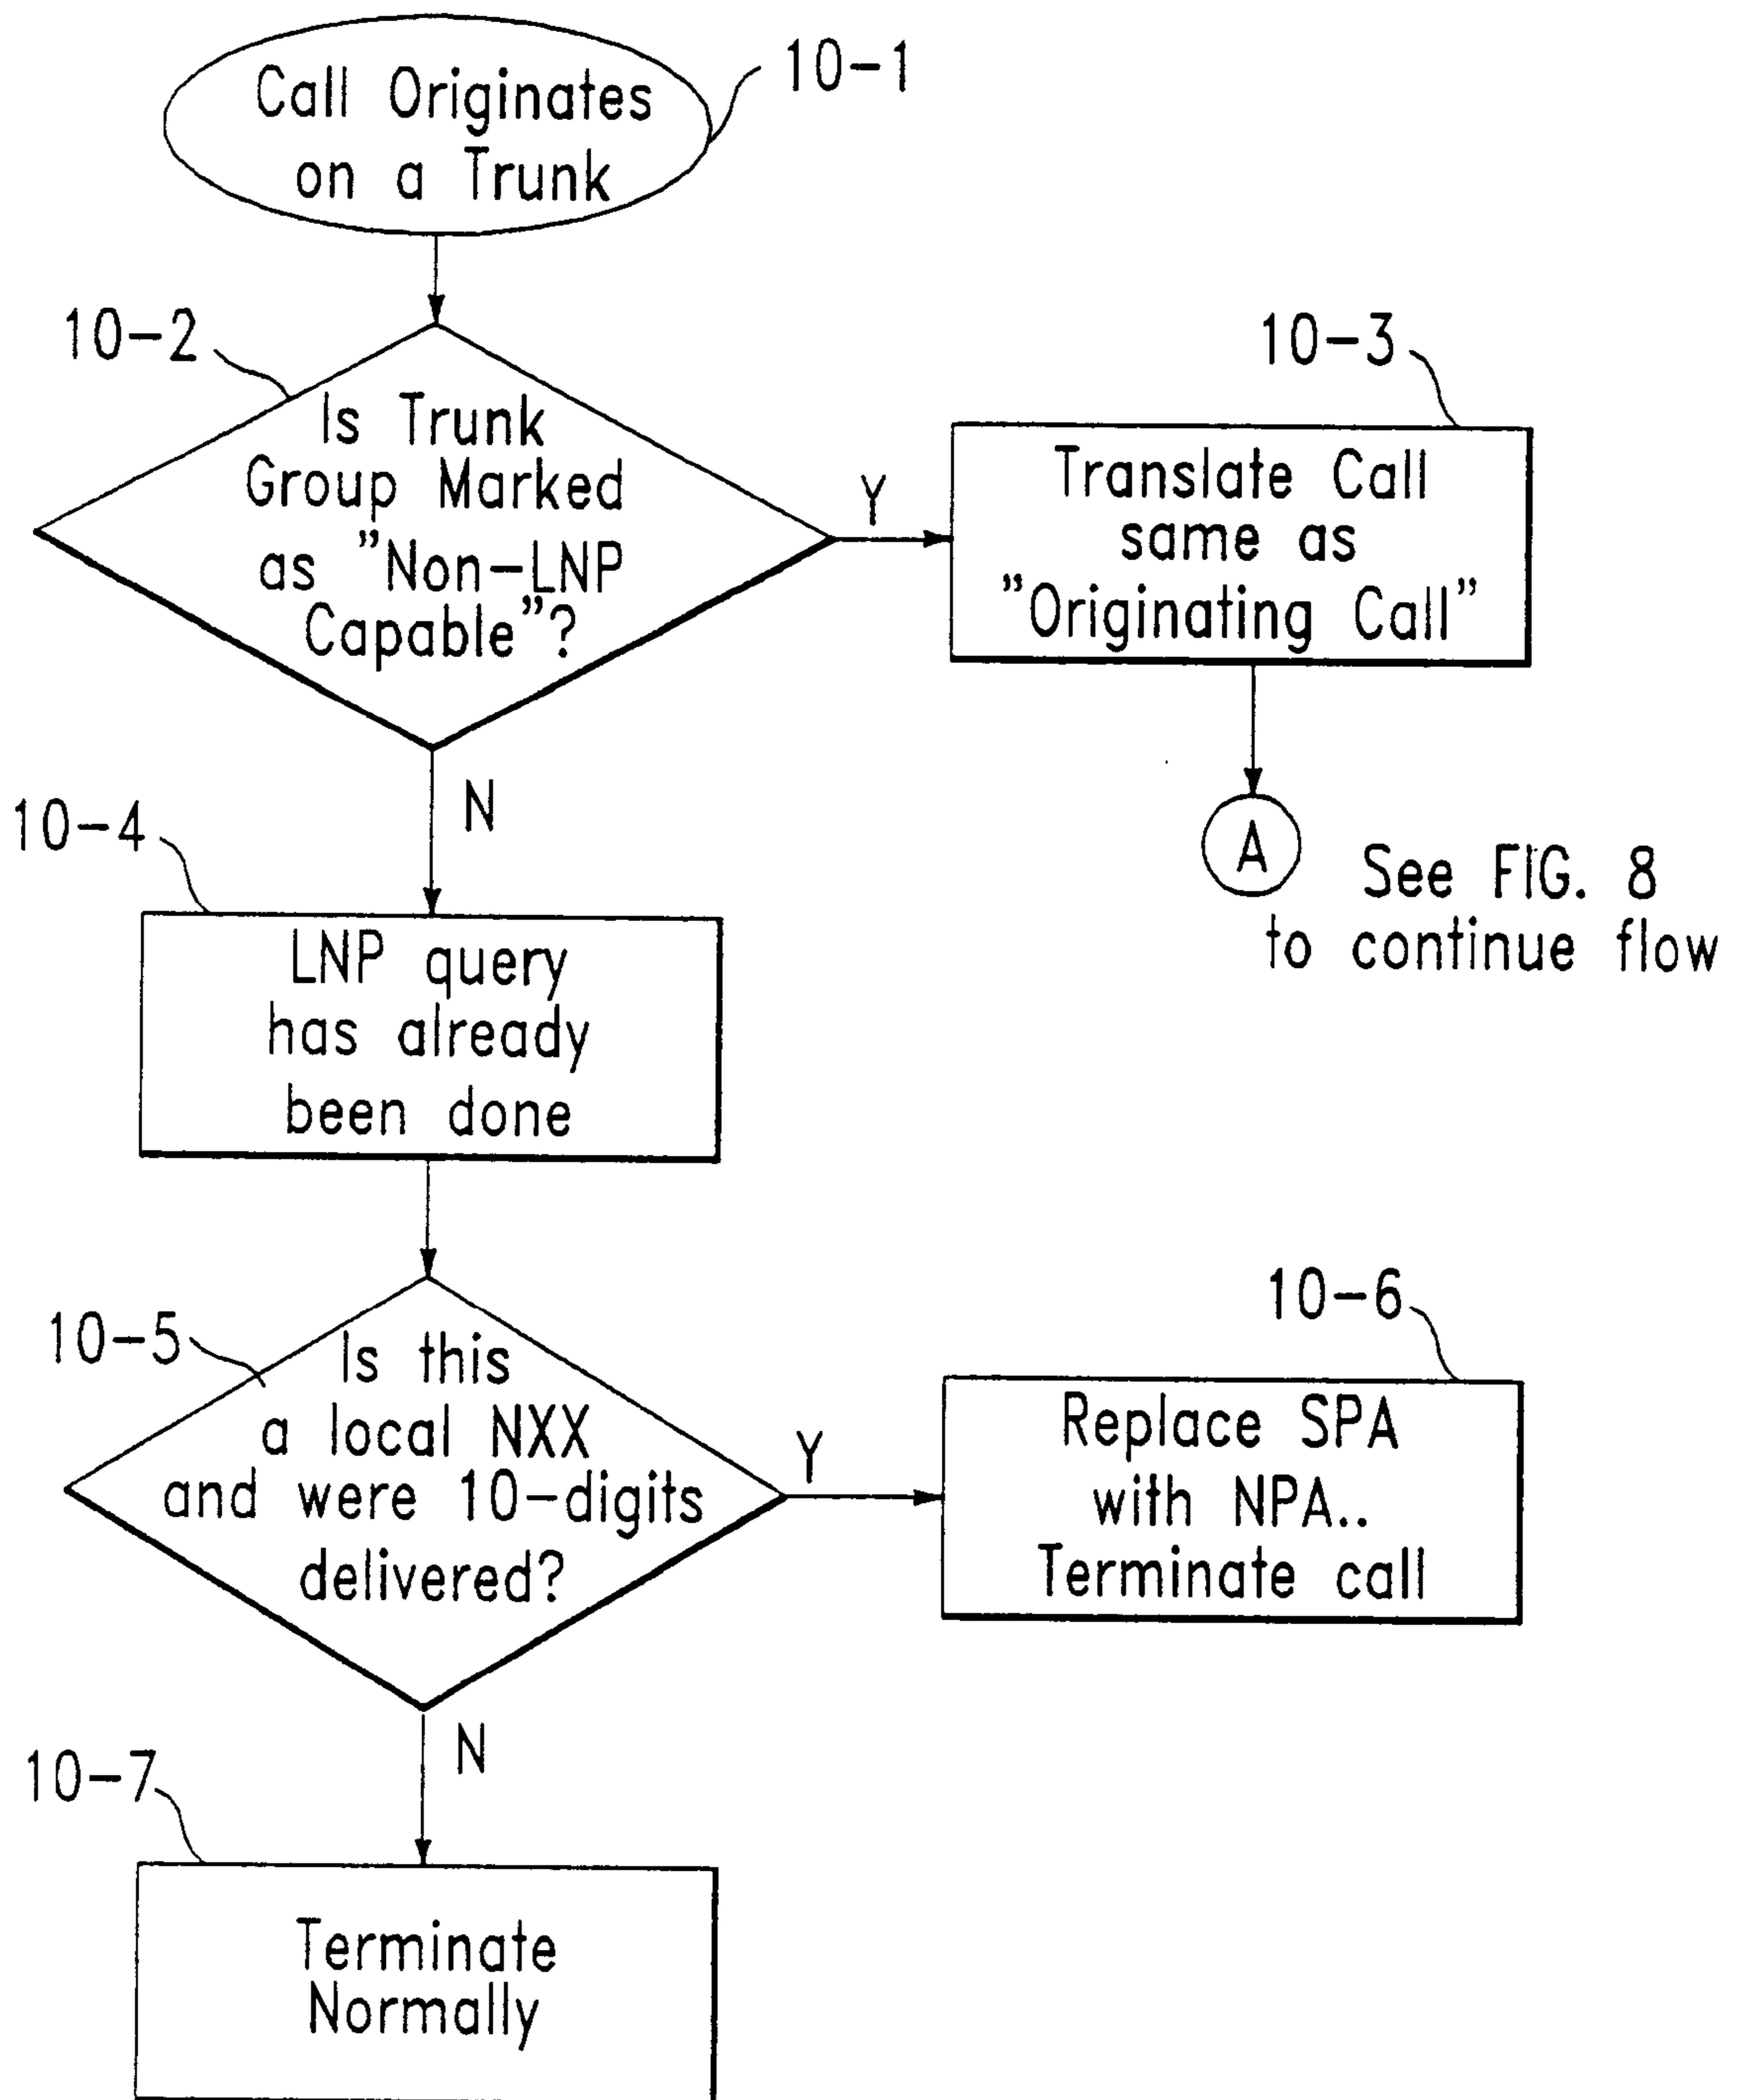 Call Originates
on a Trunk
10-1
10-2
Is Trunk
Group Marked
as "Non-LNP
Capable"?
Y
10-3
Translate Call
same as
"Originating Call"
N
A
See FIG. 8
to continue flow
10-4
LNP query
has already
been done
10-5
Is this
a local NXX
and were 10-digits
delivered?
Y
10-6
Replace SPA
with NPA..
Terminate call
N
10-7
Terminate
Normally